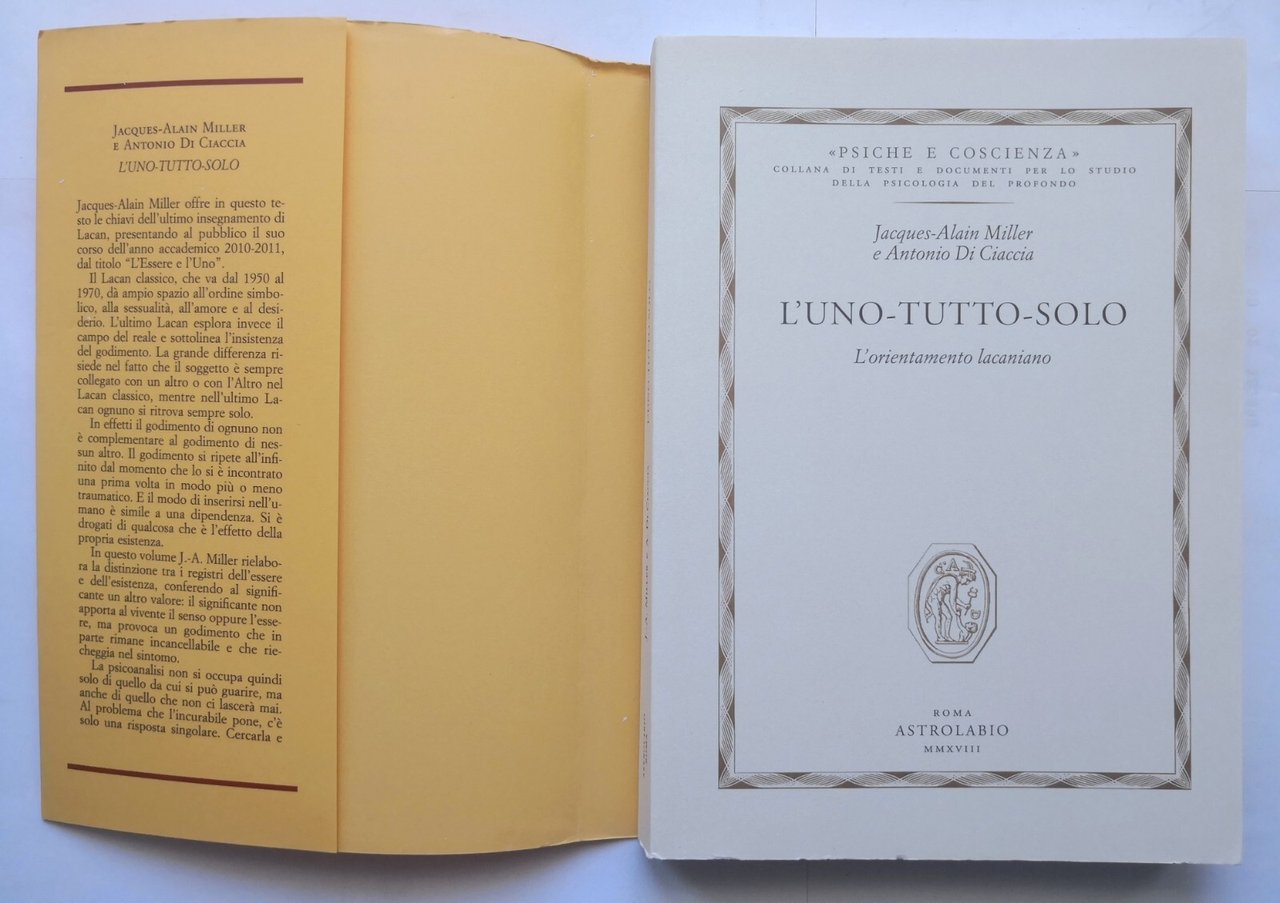 JACQUES-ALAIN MILLER
E ANTONIO DI CIACCIA
L'UNO-TUTTO-SOLO
Jacques-Alain Miller offre in questo te-
sto le chiavi dell'ultimo insegnamento di
Lacan, presentando al pubblico il suo
corso dell'anno accademico 2010-2011,
dal titolo “L'Essere e l'Uno”.
Il Lacan classico, che va dal 1950 al
1970, dà ampio spazio all'ordine simbo-
lico, alla sessualità, all'amore e al desi-
derio. L'ultimo Lacan esplora invece il
campo del reale e sottolinea l'insistenza
del godimento. La grande differenza ri-
siede nel fatto che il soggetto è sempre
collegato con un altro o con l'Altro nel
Lacan classico, mentre nell'ultimo La-
can ognuno si ritrova sempre solo.
In effetti il godimento di ognuno non
è complementare al godimento di nes-
sun altro. Il godimento si ripete all'infi-
nito dal momento che lo si è incontrato
una prima volta in modo più o meno
traumatico. E il modo di inserirsi nell'u-
mano è simile a una dipendenza. Si è
drogati di qualcosa che è l'effetto della
propria esistenza.
In questo volume J.-A. Miller rielabo-
ra la distinzione tra i registri dell'essere
e dell'esistenza, conferendo al signifi-
cante un altro valore: il significante non
apporta al vivente il senso oppure l'esse-
re, ma provoca un godimento che in
parte rimane incancellabile e che rie-
cheggia nel sintomo.
La psicoanalisi non si occupa quindi
solo di quello da cui si può guarire, ma
anche di quello che non ci lascerà mai.
Al problema che l'incurabile pone, c'è
solo una risposta singolare. Cercarla e
«PSICHE E COSCIENZA»
COLLANA DI TESTI E DOCUMENTI PER LO STUDIO
DELLA PSICOLOGIA DEL PROFONDO
Jacques-Alain Miller
e Antonio Di Ciaccia
L'UNO-TUTTO-SOLO
L'orientamento lacaniano
ROMA
ASTROLABIO
MMXVIII